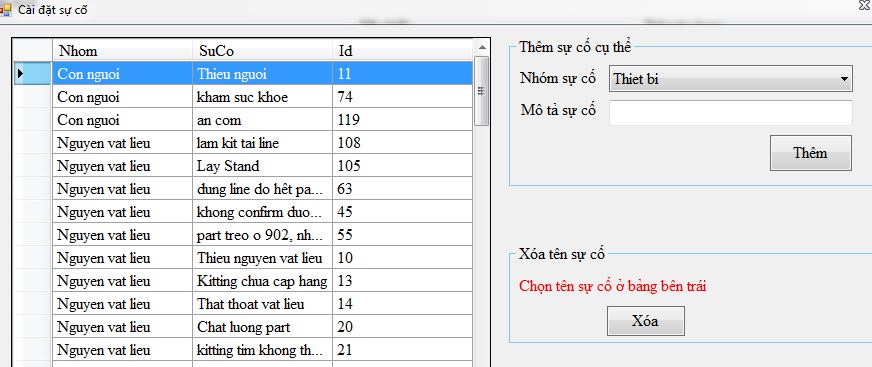 Cài đặt sự cố
Nhom SuCo Id
Con nguoi Thieu nguoi 11
Con nguoi kham suc khoe 74
Con nguoi an com 119
Nguyen vat lieu lam kit tai line 108
Nguyen vat lieu Lay Stand 105
Nguyen vat lieu dung line do hêt pa... 63
Nguyen vat lieu khong confirm duo... 45
Nguyen vat lieu part treo o 902, nh... 55
Nguyen vat lieu Thieu nguyen vat lieu 10
Nguyen vat lieu Kitting chua cap hang 13
Nguyen vat lieu That thoat vat lieu 14
Nguyen vat lieu Chat luong part 20
Nguyen vat lieu kitting tim khong th... 21
Thêm sự cố cụ thể
Nhóm sự cố Thiet bi
Mô tả sự cố
Thêm
Xóa tên sự cố
Chọn tên sự cố ở bảng bên trái
Xóa